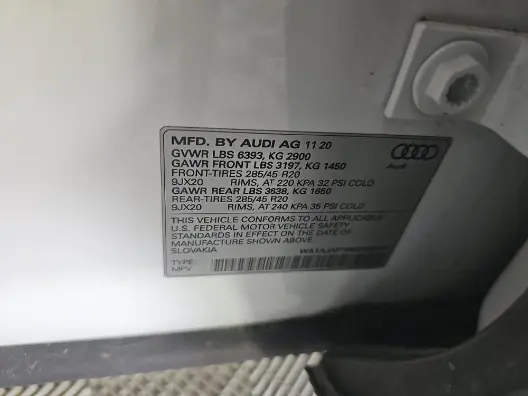 MFD. BY AUDI AG 11 20
GVWR LBS 6393, KG 2900
GAWR FRONT LBS 3197, KG 1450
FRONT-TIRES 285/45 R20
9JX20 RIMS, AT 220 KPA 32 PSI COLD
GAWR REAR LBS 3638, KG 1650
REAR-TIRES 285/45 R20
9JX20 RIMS, AT 240 KPA 35 PSI COLD
Audi
THIS VEHICLE CONFORMS TO ALL APPLICABLE
U.S. FEDERAL MOTOR VEHICLE SAFETY
STANDARDS IN EFFECT ON THE DATE OF
MANUFACTURE SHOWN ABOVE.
SLOVAKIA
TYPE:
MPV